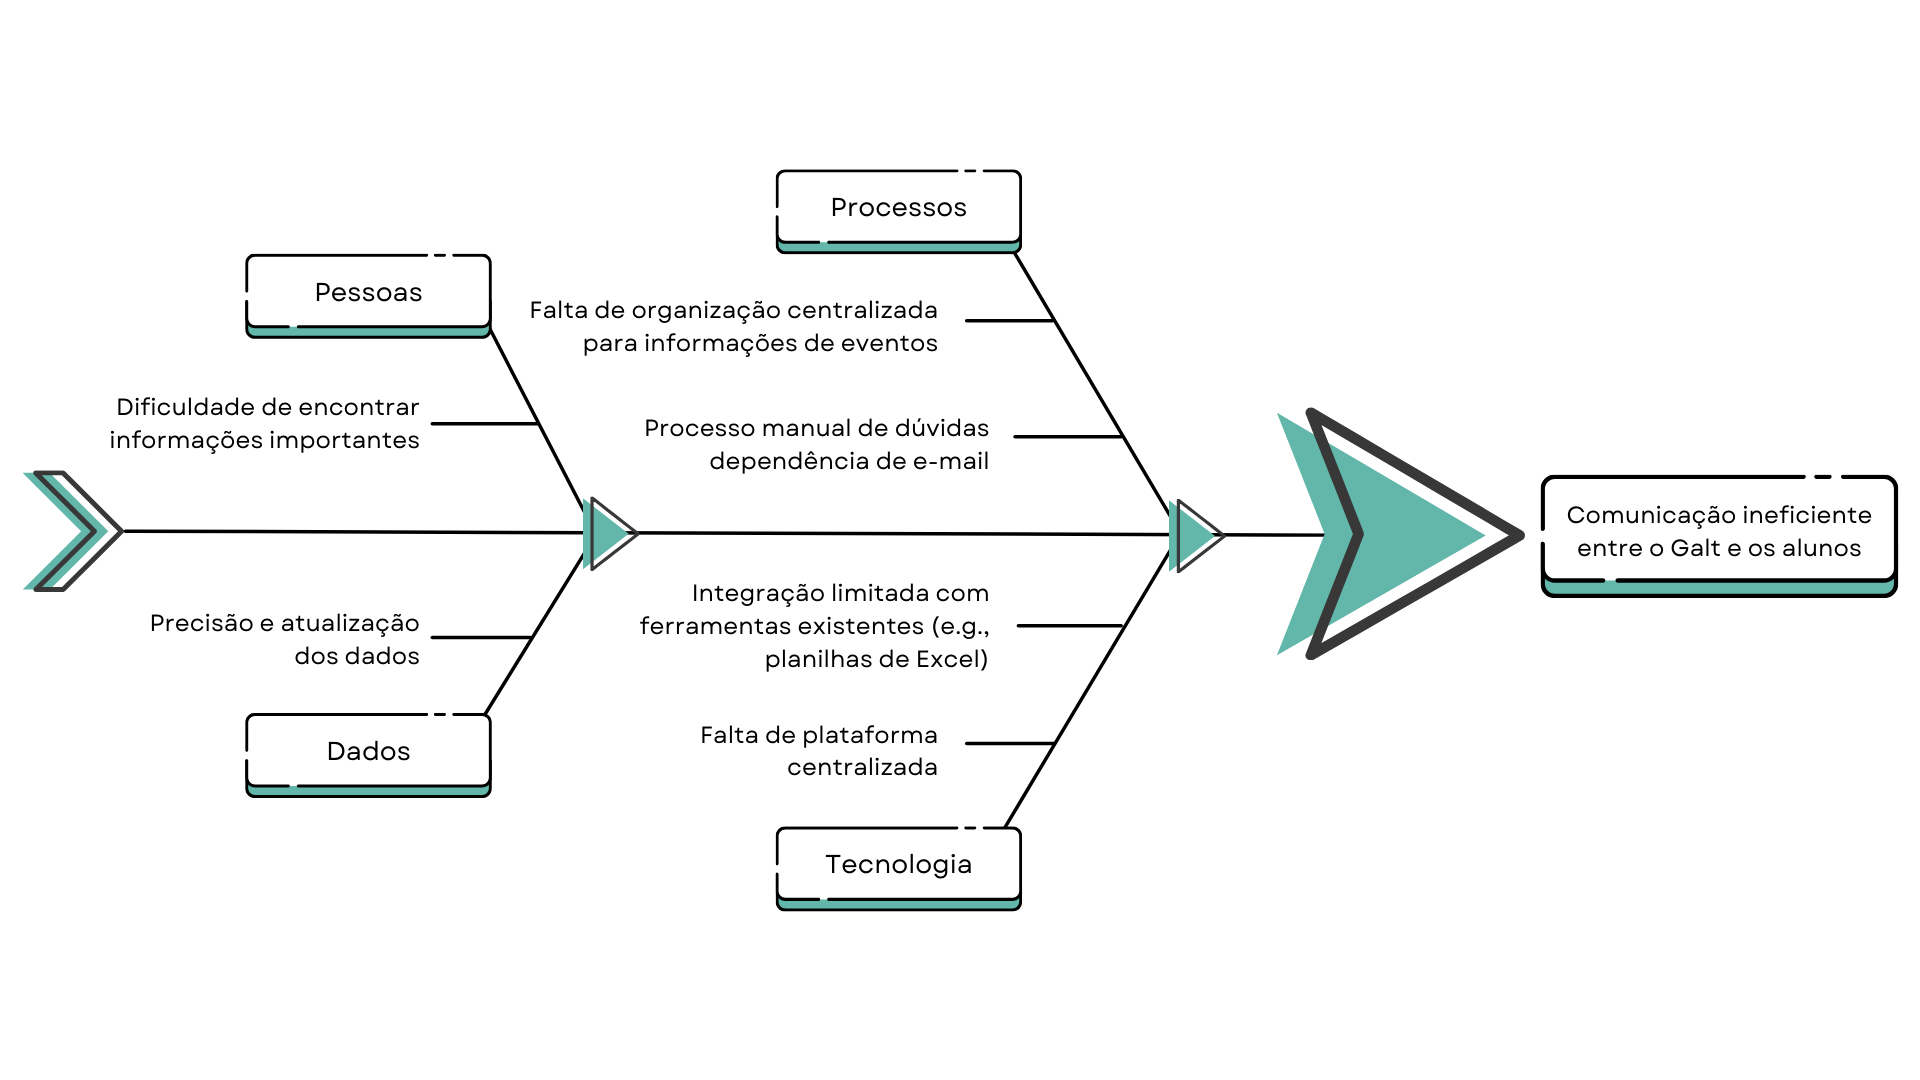 Processos
Pessoas
Falta de organização centralizada
para informações de eventos
Dificuldade de encontrar
informações importantes
Processo manual de dúvidas
dependência de e-mail
Comunicação ineficiente
entre o Galt e os alunos
Integração limitada com
ferramentas existentes (e.g.,
planilhas de Excel)
Precisão e atualização
dos dados
Falta de plataforma
centralizada
Dados
Tecnologia